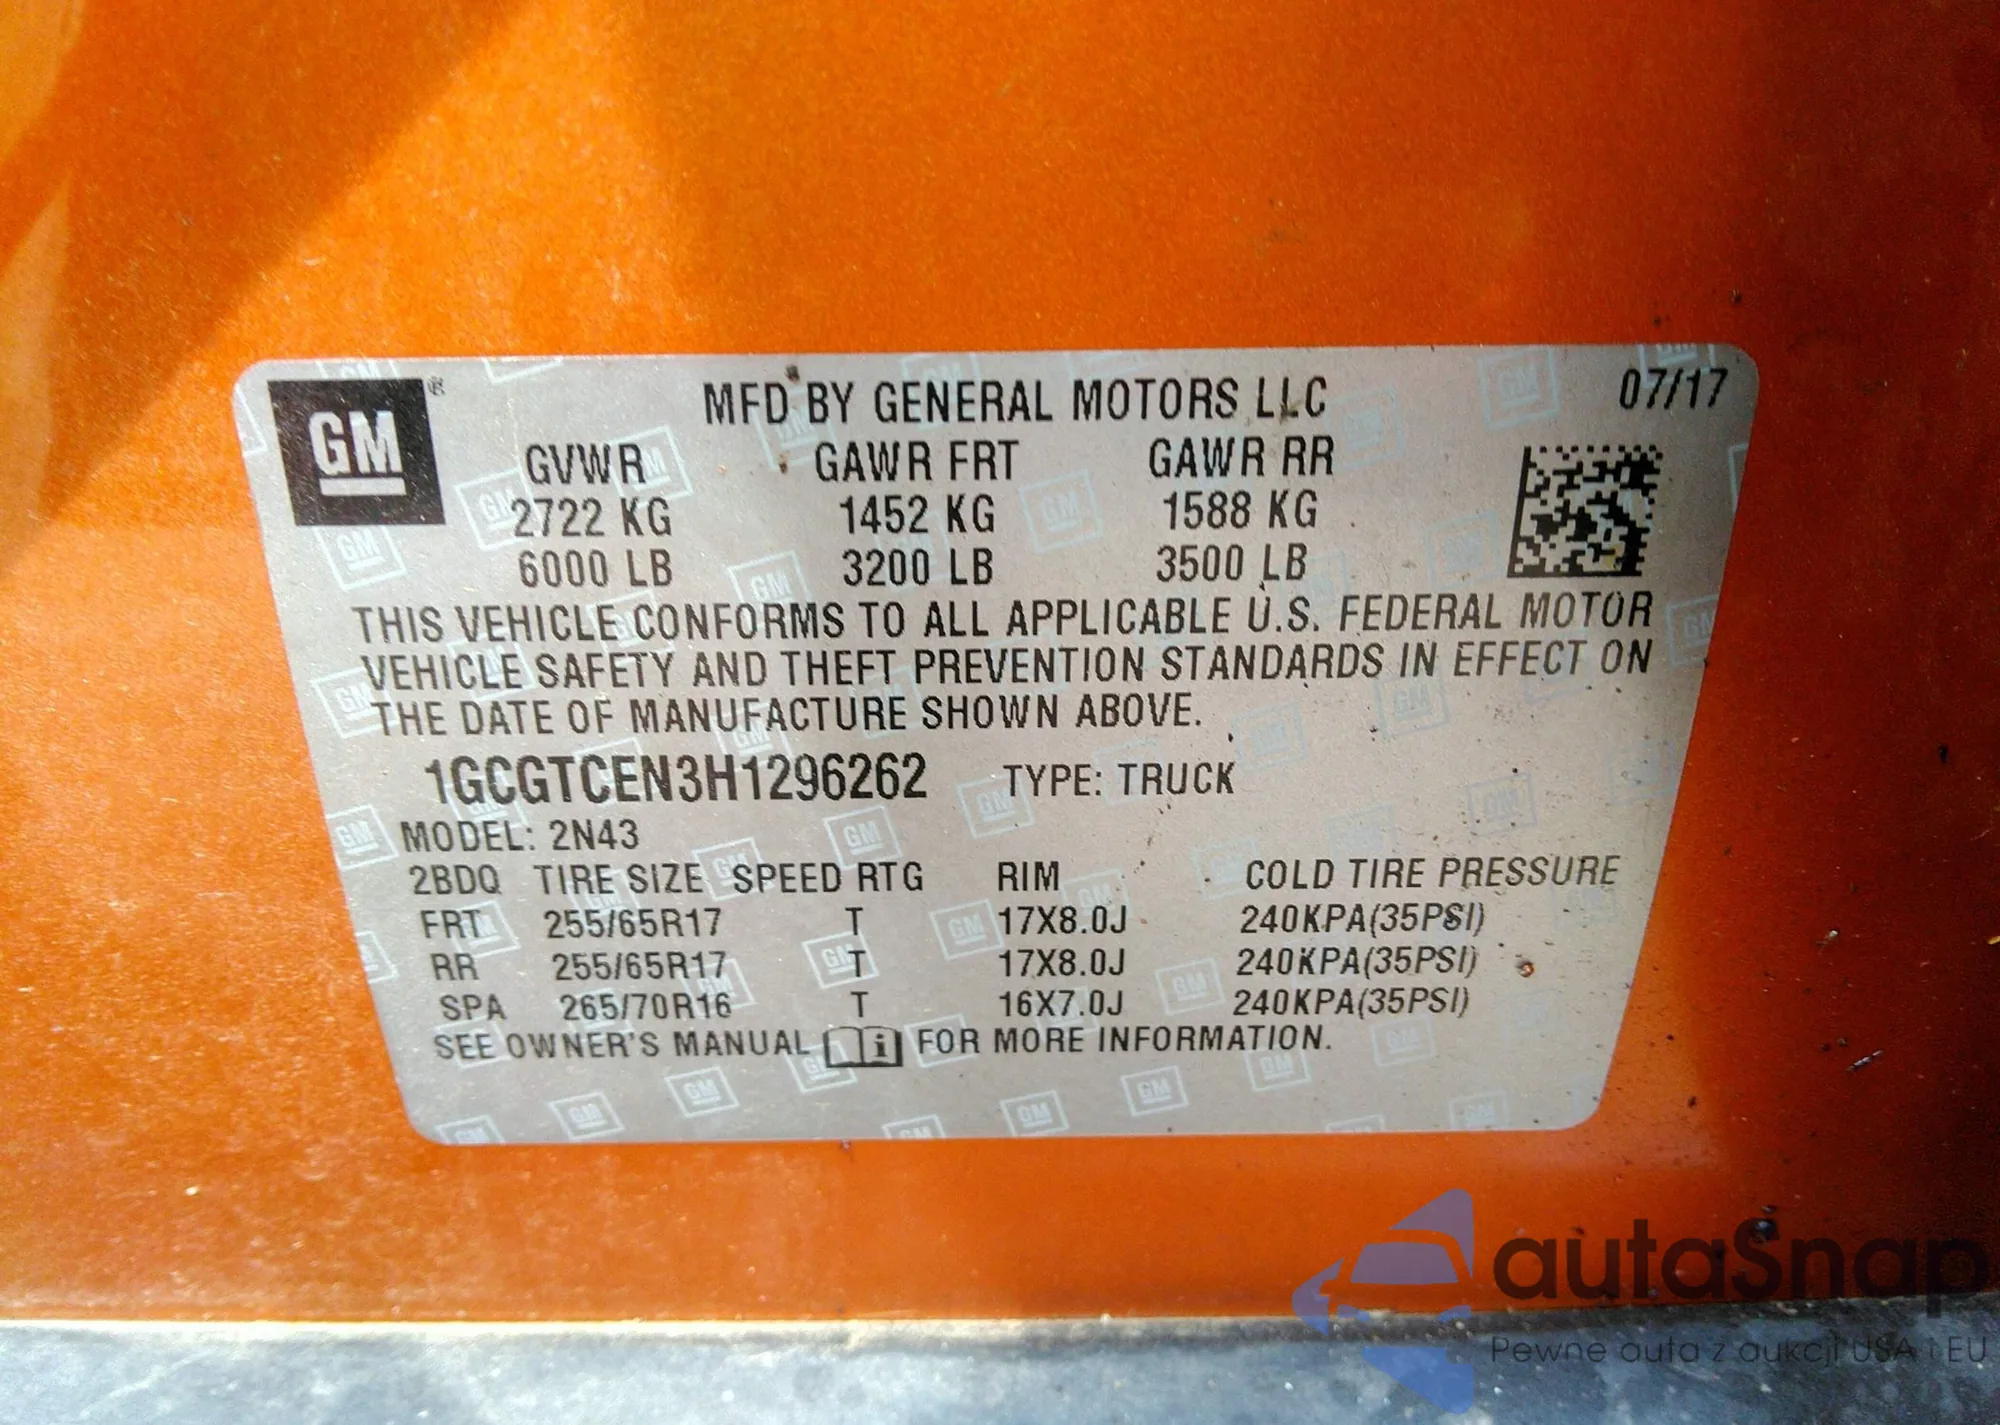 GM®
MFD BY GENERAL MOTORS LLC 07/17
GVWR GAWR FRT GAWR RR
2722 KG 1452 KG 1588 KG
6000 LB 3200 LB 3500 LB
THIS VEHICLE CONFORMS TO ALL APPLICABLE U.S. FEDERAL MOTOR
VEHICLE SAFETY AND THEFT PREVENTION STANDARDS IN EFFECT ON
THE DATE OF MANUFACTURE SHOWN ABOVE.
1GCGTCEN3H1296262 TYPE: TRUCK
MODEL: 2N43
2BDQ TIRE SIZE SPEED RTG RIM COLD TIRE PRESSURE
FRT 255/65R17 T 17X8.0J 240KPA(35PSI)
RR 255/65R17 T 17X8.0J 240KPA(35PSI)
SPA 265/70R16 T 16X7.0J 240KPA(35PSI)
SEE OWNER'S MANUAL i FOR MORE INFORMATION.
autaSnap
Pewne auta z aukcji USA i EU